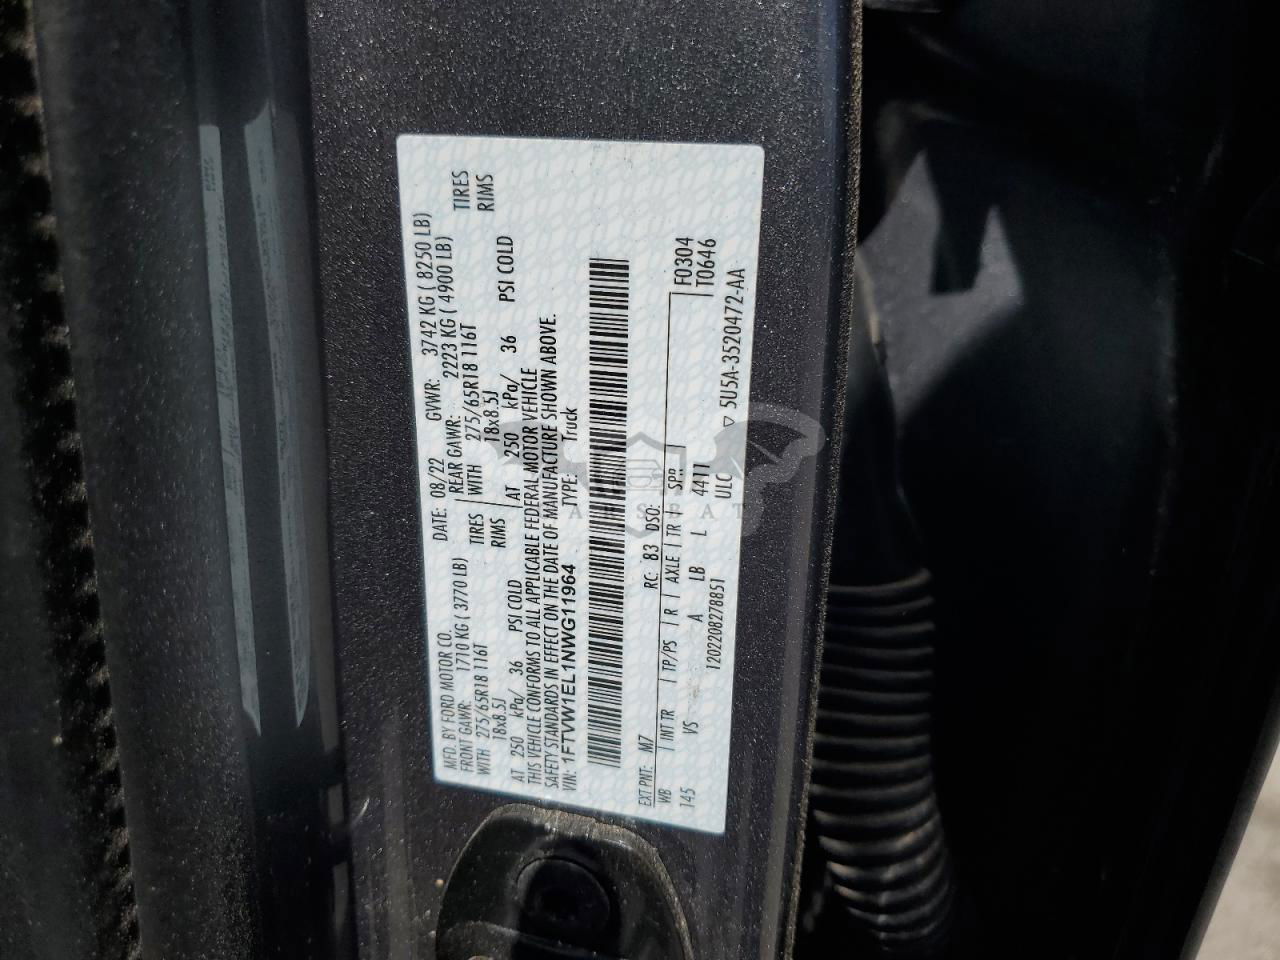 MFD. BY FORD MOTOR CO.
DATE: 08/22 GVWR: 3742 KG ( 8250 LB)
FRONT GAWR: 1710 KG ( 3770 LB)
REAR GAWR: 2223 KG ( 4900 LB)
WITH 275/65R18 116T TIRES
WITH 275/65R18 116T TIRES
18x8.5J RIMS
18x8.5J RIMS
AT 250 kPa/ 36 PSI COLD
AT 250 kPa/ 36 PSI COLD
THIS VEHICLE CONFORMS TO ALL APPLICABLE FEDERAL MOTOR VEHICLE
SAFETY STANDARDS IN EFFECT ON THE DATE OF MANUFACTURE SHOWN ABOVE.
VIN: 1FTVW1EL1NWG11964 TYPE: Truck
EXT PNT: M7 RC: 83 DSO: F0304
WB INT TR TP/PS R AXLE TR SPR T0646
145 VS A LB L 4411
ULC ▽ 5U5A-3520472-AA
1202208278851
ABSEAT